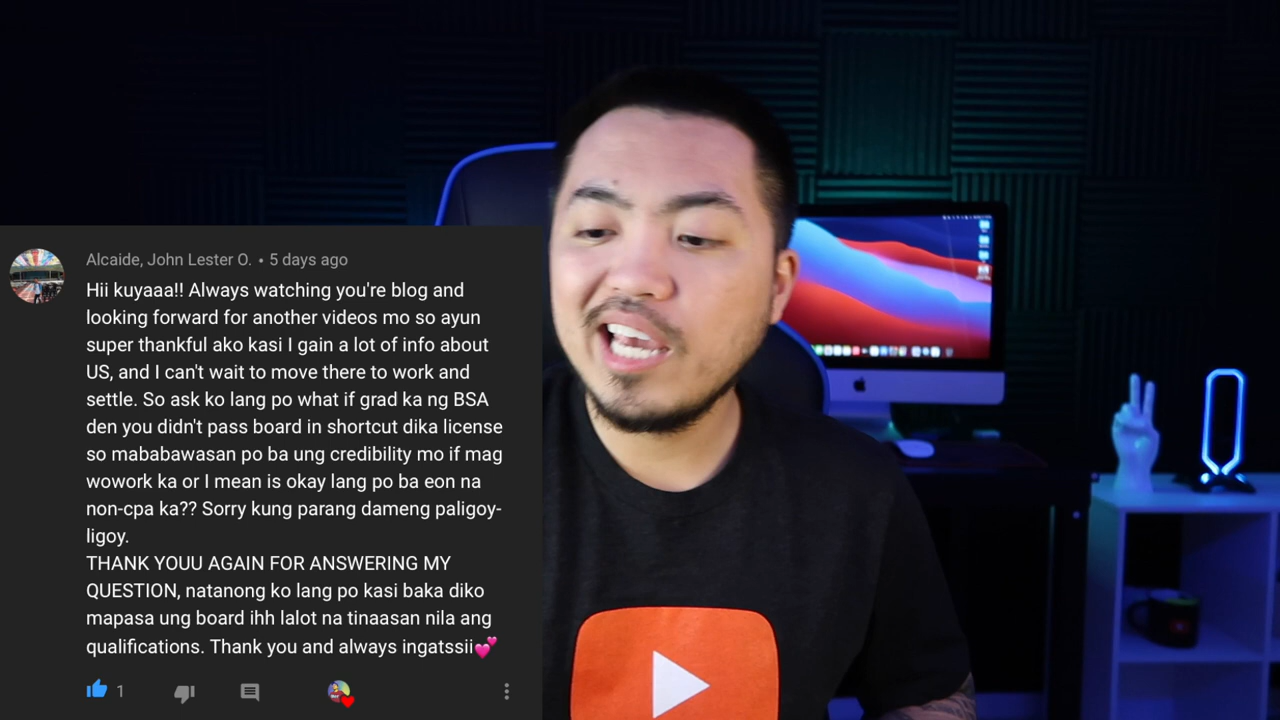 Alcaide, John Lester O. • 5 days ago
Hii kuyaaa!! Always watching you're blog and
looking forward for another videos mo so ayun
super thankful ako kasi I gain a lot of info about
US, and I can't wait to move there to work and
settle. So ask ko lang po what if grad ka ng BSA
den you didn't pass board in shortcut dika license
so mababawasan po ba ung credibility mo if mag
wowork ka or I mean is okay lang po ba eon na
non-cpa ka?? Sorry kung parang dameng paligoy-
ligoy.
THANK YOUU AGAIN FOR ANSWERING MY
QUESTION, natanong ko lang po kasi baka diko
mapasa ung board ihh lalot na tinaasan nila ang
qualifications. Thank you and always ingatssii💕
1